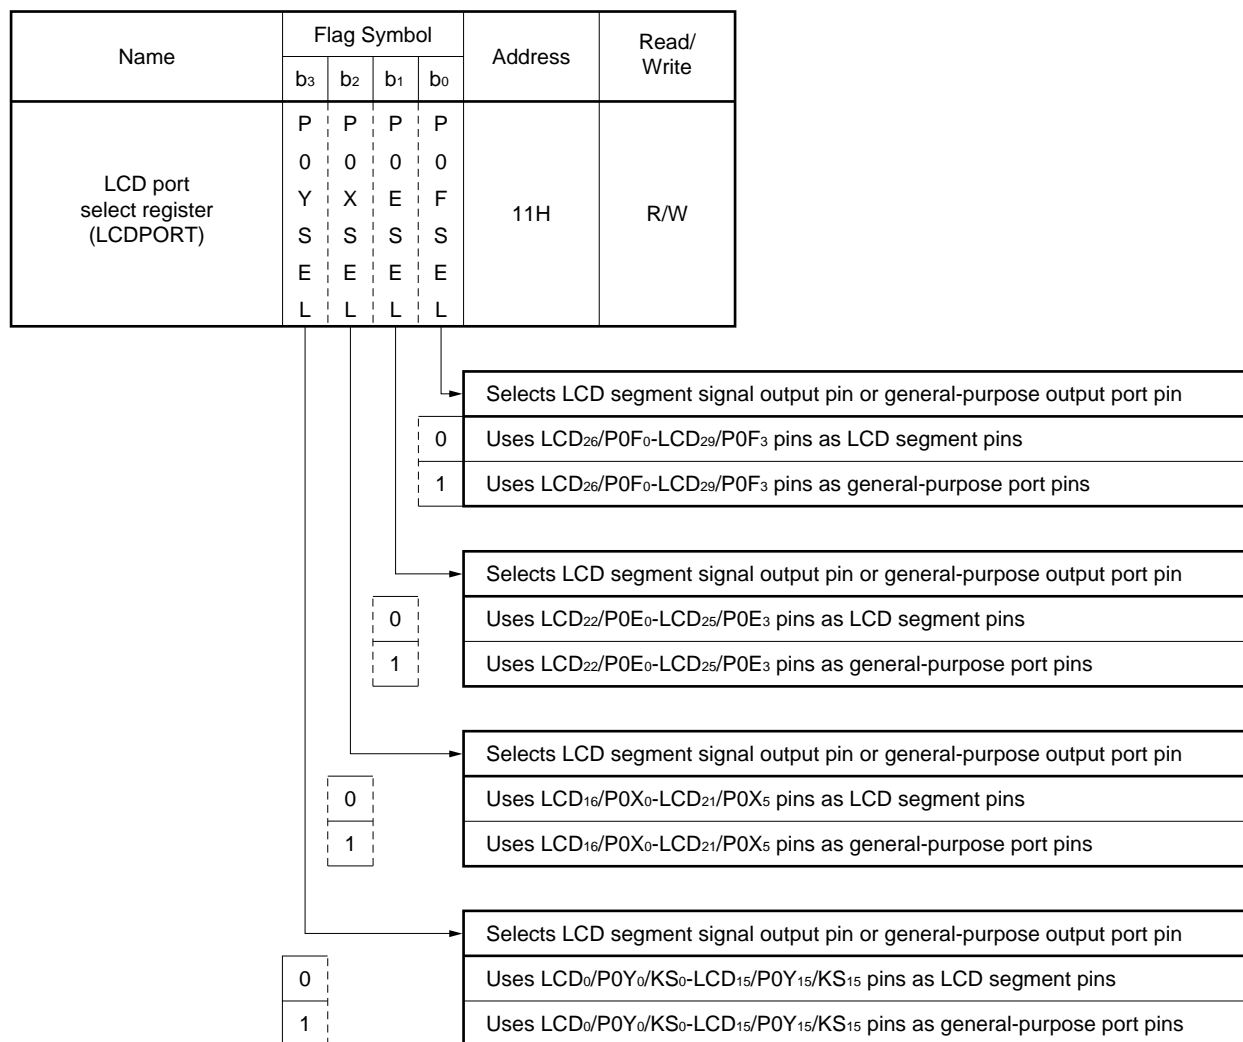 Name Flag Symbol Address Read/
Write
b3 b2 b1 b0
LCD port
select register
(LCDPORT)
P0YSEL
P0XSEL
P0ESEL
P0FSEL
11H R/W
Selects LCD segment signal output pin or general-purpose output port pin
0 Uses LCD26/P0F0-LCD29/P0F3 pins as LCD segment pins
1 Uses LCD26/P0F0-LCD29/P0F3 pins as general-purpose port pins
Selects LCD segment signal output pin or general-purpose output port pin
0 Uses LCD22/P0E0-LCD25/P0E3 pins as LCD segment pins
1 Uses LCD22/P0E0-LCD25/P0E3 pins as general-purpose port pins
Selects LCD segment signal output pin or general-purpose output port pin
0 Uses LCD16/P0X0-LCD21/P0X5 pins as LCD segment pins
1 Uses LCD16/P0X0-LCD21/P0X5 pins as general-purpose port pins
Selects LCD segment signal output pin or general-purpose output port pin
0 Uses LCD0/P0Y0/KS0-LCD15/P0Y15/KS15 pins as LCD segment pins
1 Uses LCD0/P0Y0/KS0-LCD15/P0Y15/KS15 pins as general-purpose port pins